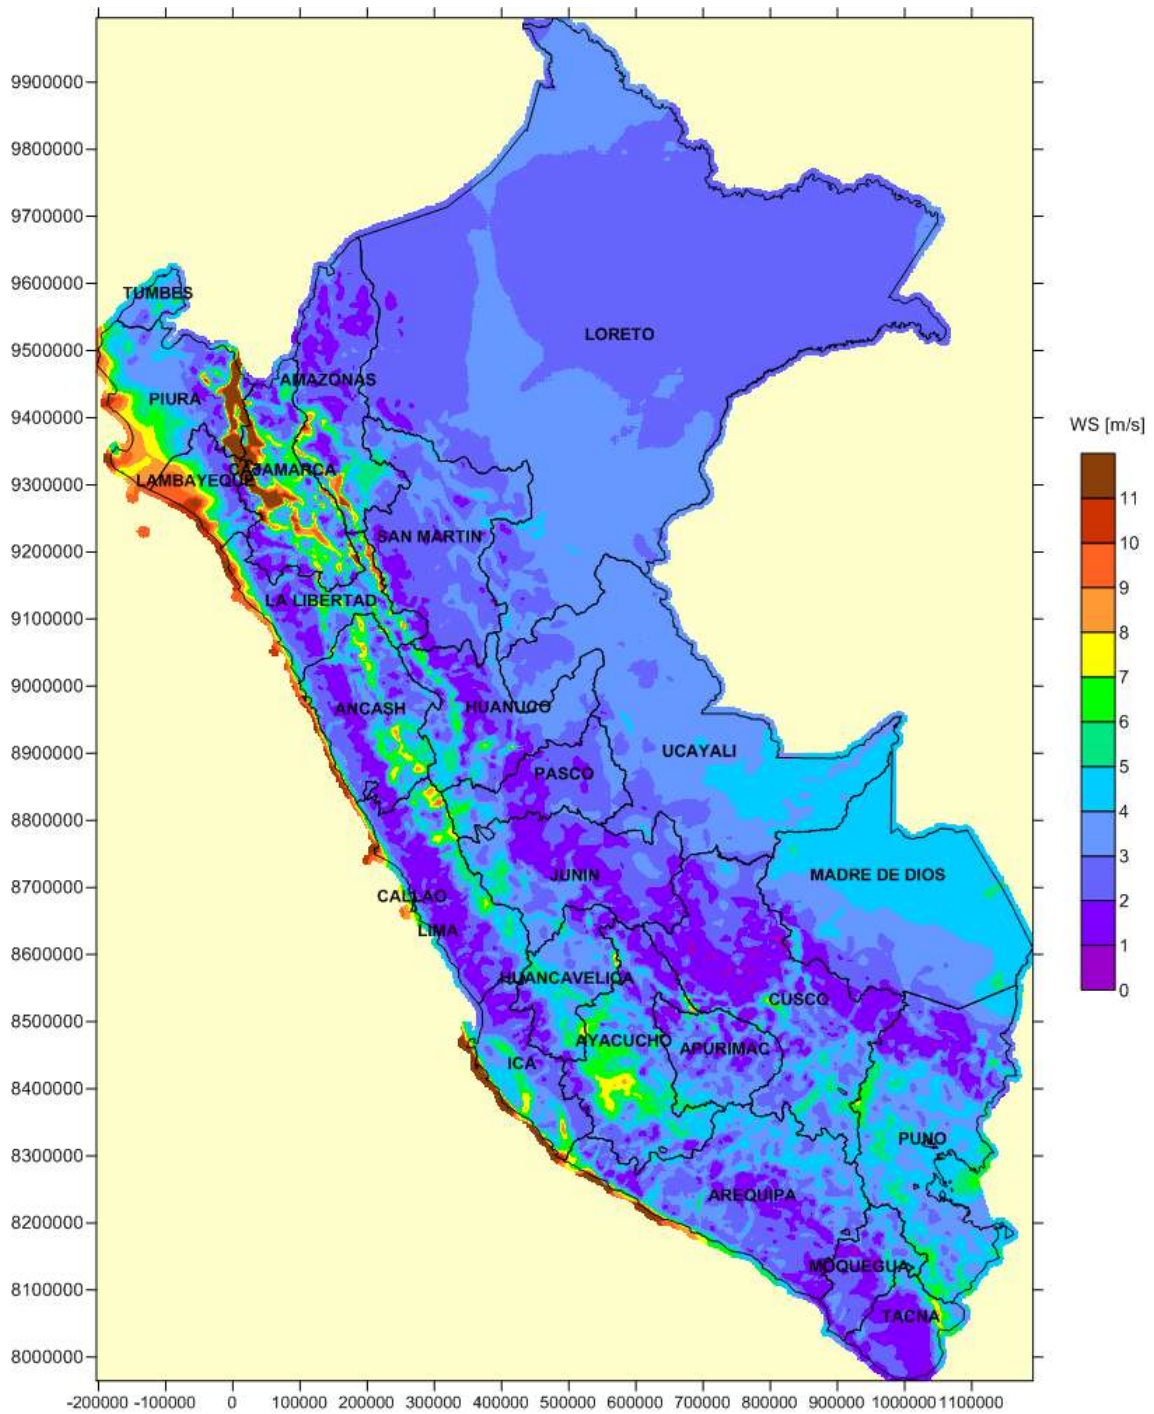 9900000
9800000
9700000
9600000
9500000
9400000
9300000
9200000
9100000
9000000
8900000
8800000
8700000
8600000
8500000
8400000
8300000
8200000
8100000
8000000
TUMBES
LORETO
AMAZONAS
PIURA
CAJAMARCA
LAMBAYEQUE
SAN MARTIN
LA LIBERTAD
ANCASH
HUANUCO
UCAYALI
PASCO
JUNIN
MADRE DE DIOS
CALLAO
LIMA
HUANCAVELICA
CUSCO
AYACUCHO
APURIMAC
ICA
PUNO
AREQUIPA
MOQUEGUA
TACNA
WS [m/s]
11
10
9
8
7
6
5
4
3
2
1
0
-200000 -100000 0 100000 200000 300000 400000 500000 600000 700000 800000 900000 1000000 1100000